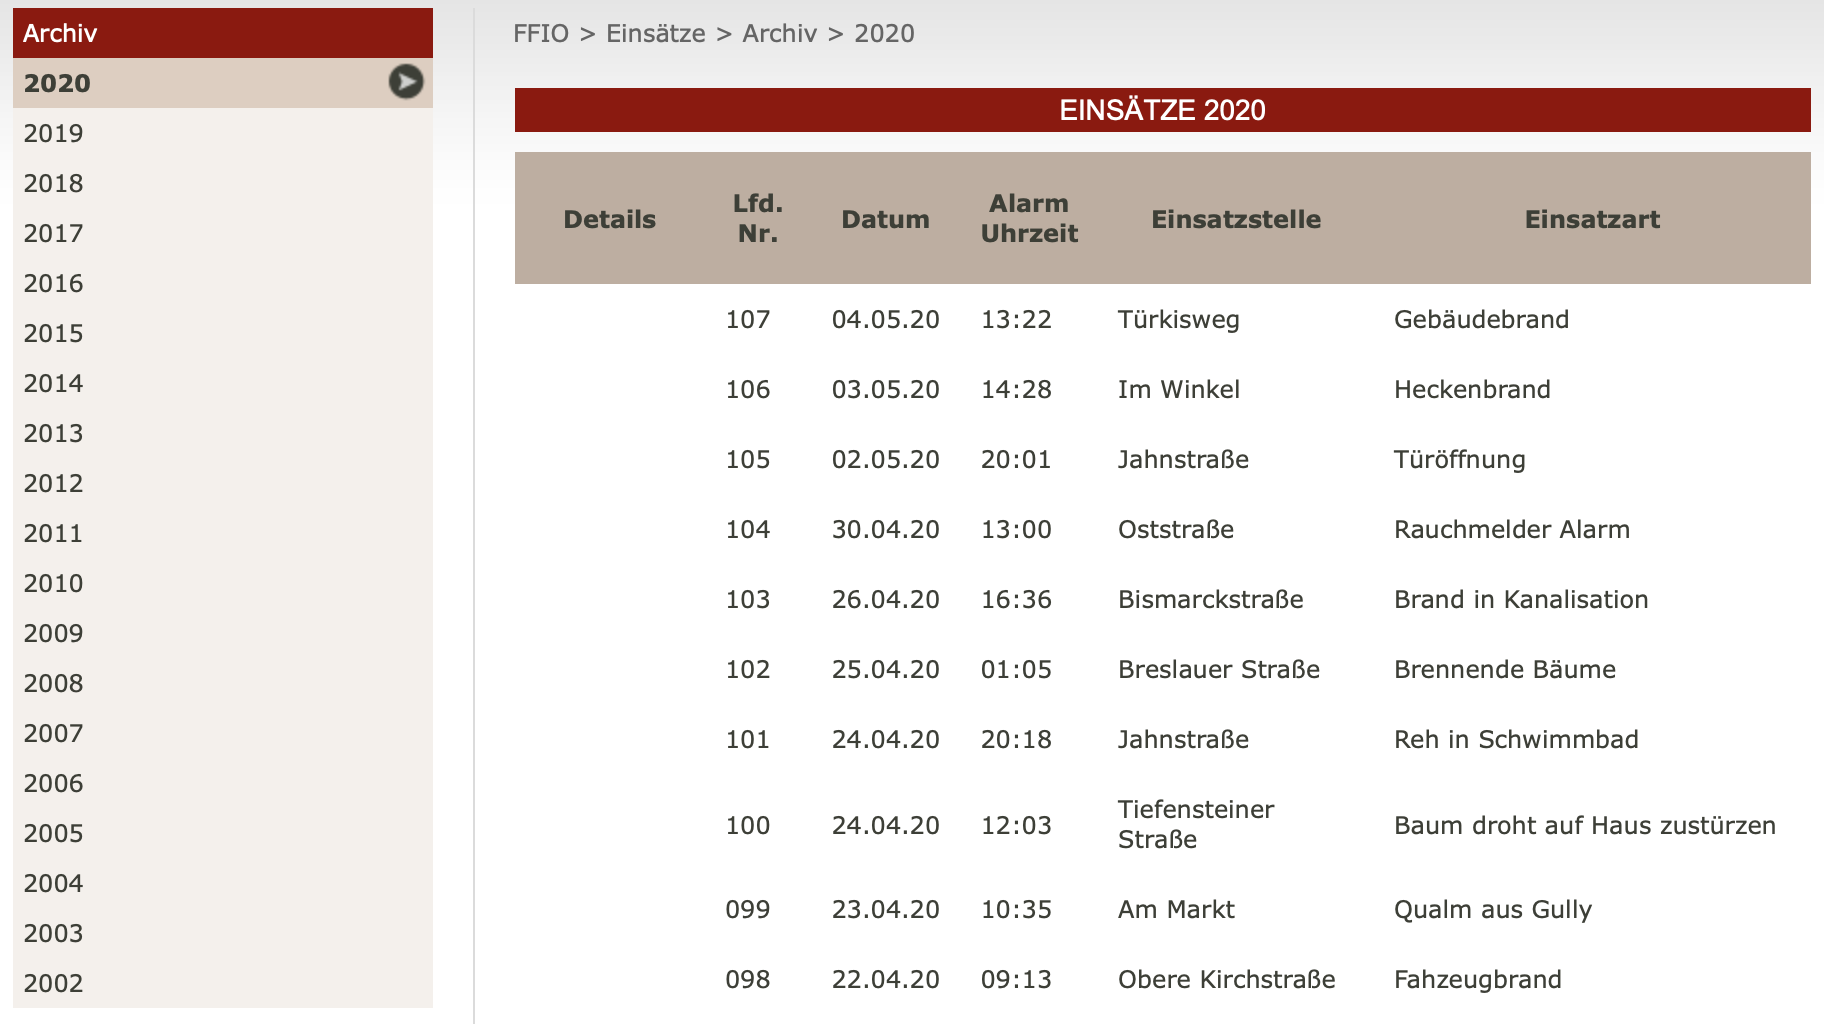 Archiv
2020
2019
2018
2017
2016
2015
2014
2013
2012
2011
2010
2009
2008
2007
2006
2005
2004
2003
2002
FFIO > Einsätze > Archiv > 2020
EINSÄTZE 2020
Details Lfd. Nr. Datum Alarm Uhrzeit Einsatzstelle Einsatzart
107 04.05.20 13:22 Türkisweg Gebäudebrand
106 03.05.20 14:28 Im Winkel Heckenbrand
105 02.05.20 20:01 Jahnstraße Türöffnung
104 30.04.20 13:00 Oststraße Rauchmelder Alarm
103 26.04.20 16:36 Bismarckstraße Brand in Kanalisation
102 25.04.20 01:05 Breslauer Straße Brennende Bäume
101 24.04.20 20:18 Jahnstraße Reh in Schwimmbad
100 24.04.20 12:03 Tiefensteiner Straße Baum droht auf Haus zustürzen
099 23.04.20 10:35 Am Markt Qualm aus Gully
098 22.04.20 09:13 Obere Kirchstraße Fahzeugbrand